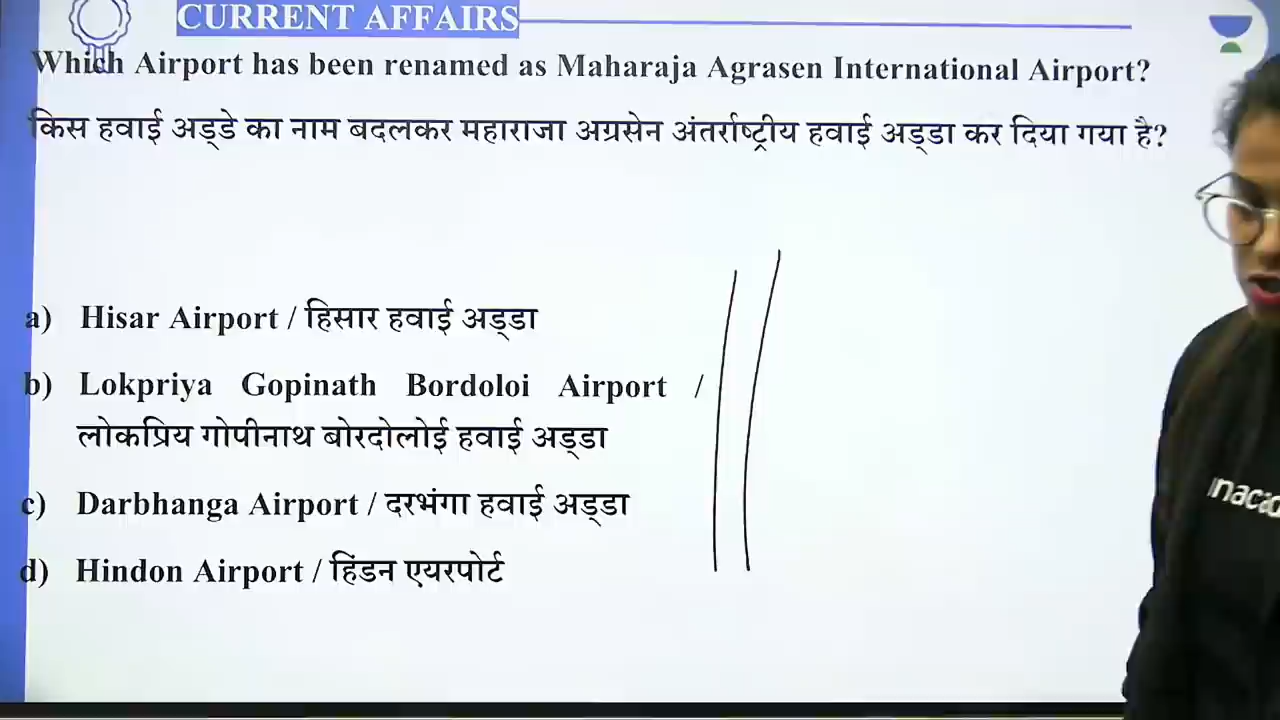 CURRENT AFFAIRS
Which Airport has been renamed as Maharaja Agrasen International Airport?
किस हवाई अड्डे का नाम बदलकर महाराजा अग्रसेन अंतर्राष्ट्रीय हवाई अड्डा कर दिया गया है?
a) Hisar Airport / हिसार हवाई अड्डा
b) Lokpriya Gopinath Bordoloi Airport /
लोकप्रिय गोपीनाथ बोरदोलोई हवाई अड्डा
c) Darbhanga Airport / दरभंगा हवाई अड्डा
d) Hindon Airport / हिंडन एयरपोर्ट